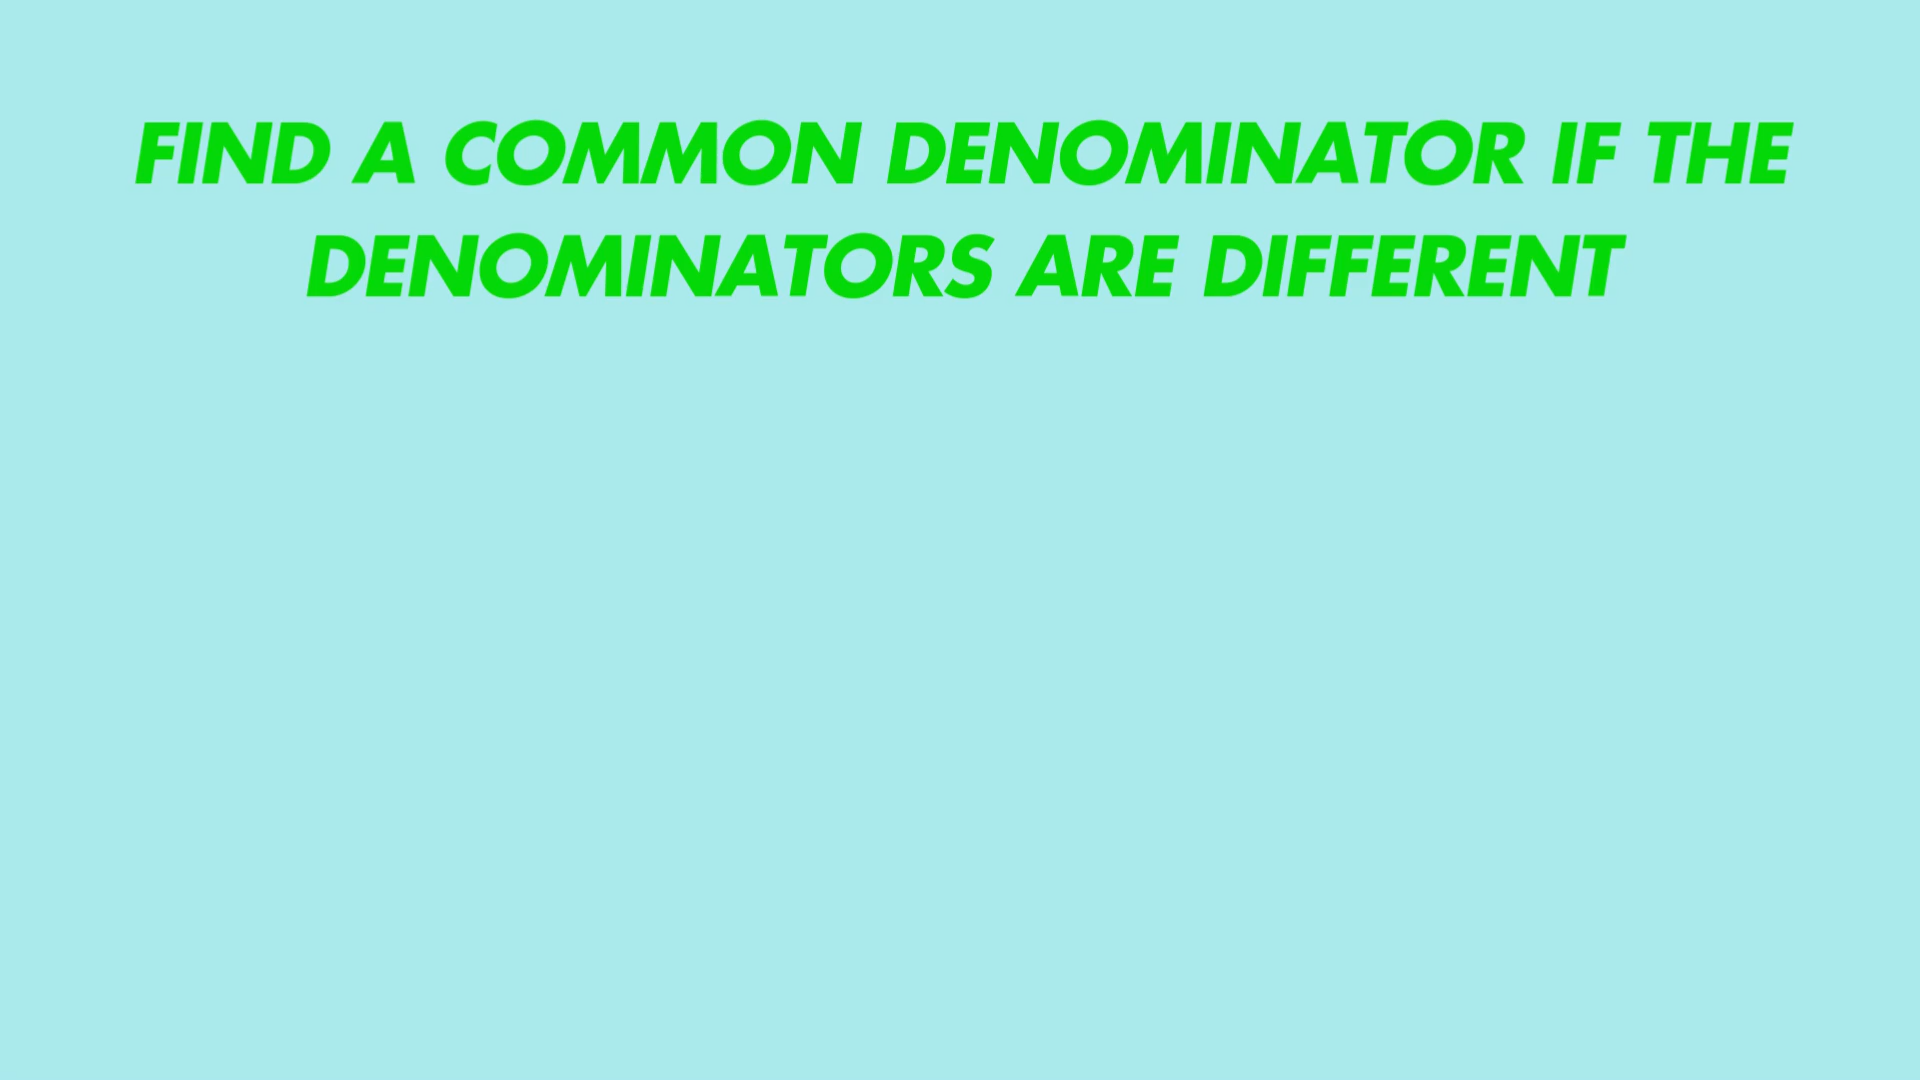 FIND A COMMON DENOMINATOR IF THE
DENOMINATORS ARE DIFFERENT